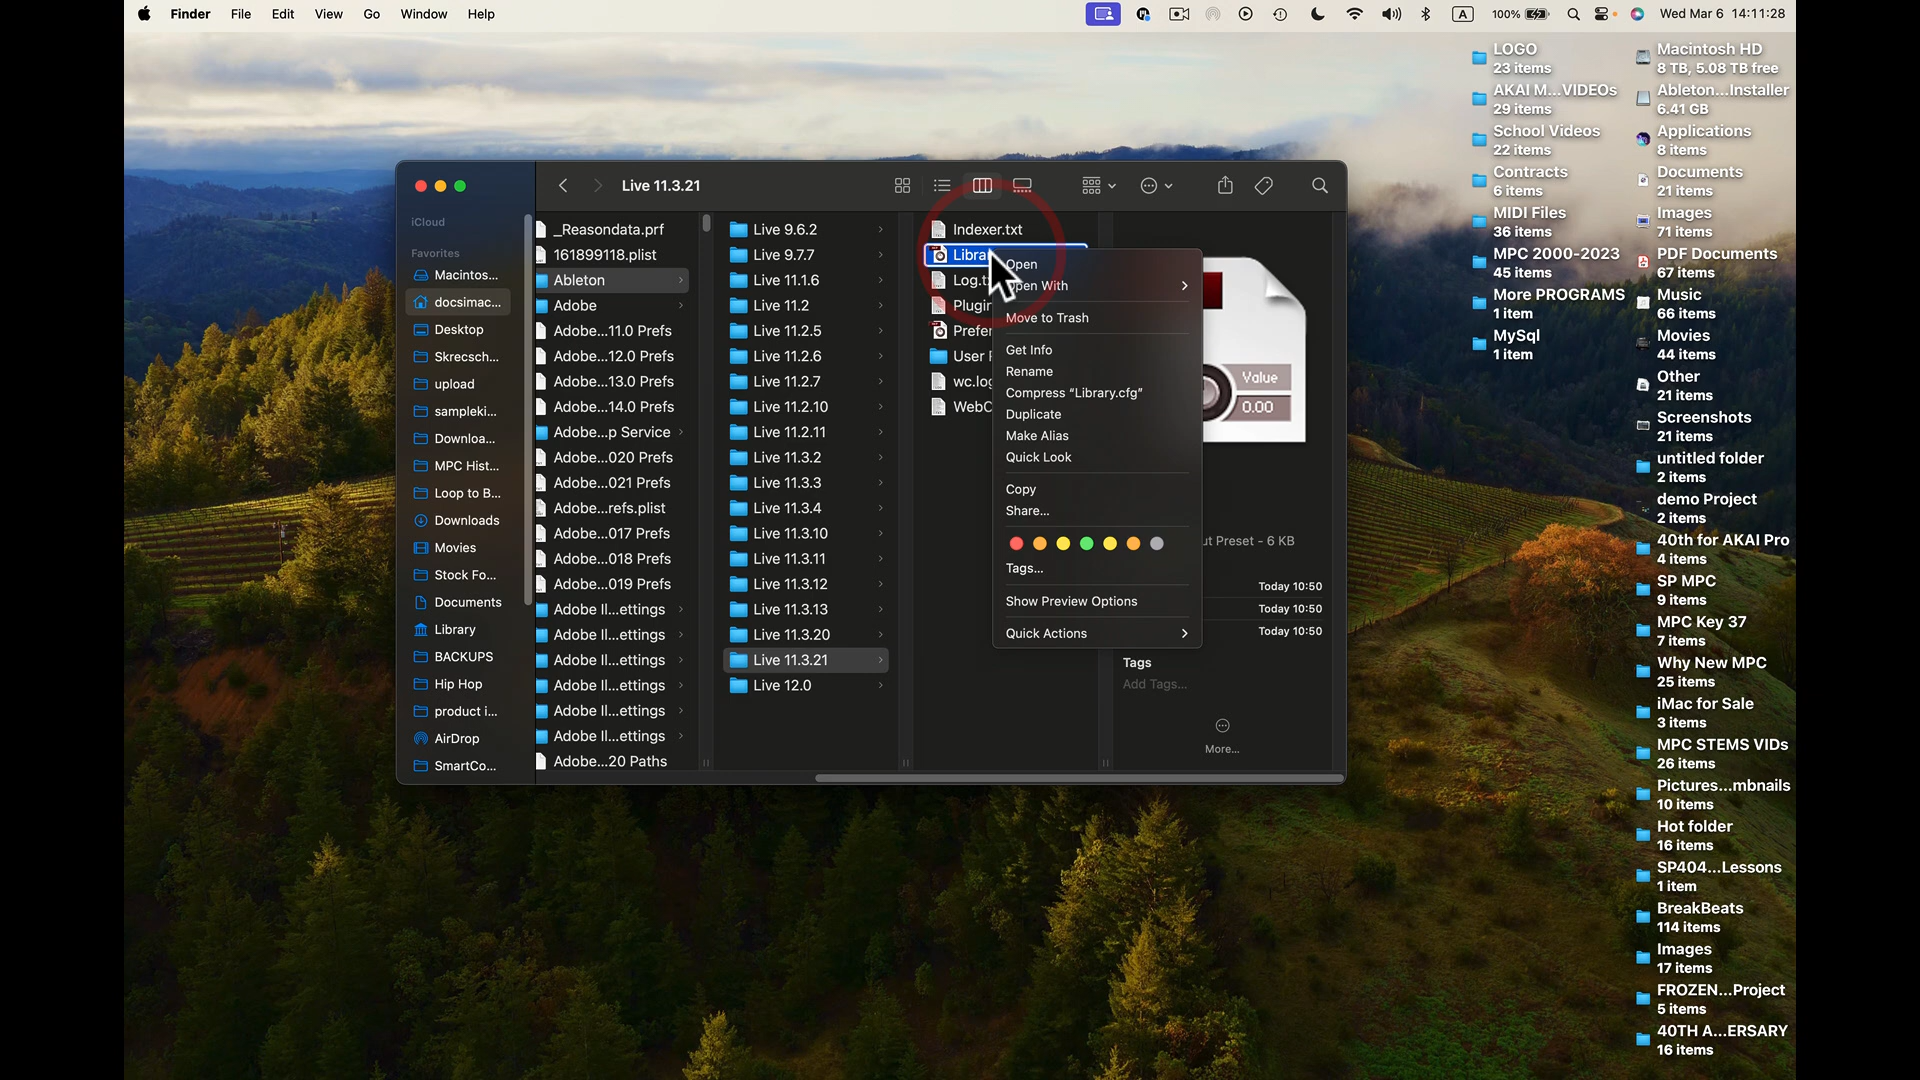 Finder File Edit View Go Window Help
A 100% Wed Mar 6 14:11:28
Live 11.3.21
iCloud
Favorites
Macintos...
docsimac...
Desktop
Skrecsch...
upload
sampleki...
Downloa...
MPC Hist...
Loop to B...
Downloads
Movies
Stock Fo...
Documents
Library
BACKUPS
Hip Hop
product i...
AirDrop
SmartCo...
_Reasondata.prf
161899118.plist
Ableton
Adobe
Adobe...11.0 Prefs
Adobe...12.0 Prefs
Adobe...13.0 Prefs
Adobe...14.0 Prefs
Adobe...p Service
Adobe...020 Prefs
Adobe...021 Prefs
Adobe...refs.plist
Adobe...017 Prefs
Adobe...018 Prefs
Adobe...019 Prefs
Adobe Il...ettings
Adobe Il...ettings
Adobe Il...ettings
Adobe Il...ettings
Adobe Il...ettings
Adobe Il...ettings
Adobe...20 Paths
Live 9.6.2
Live 9.7.7
Live 11.1.6
Live 11.2
Live 11.2.5
Live 11.2.6
Live 11.2.7
Live 11.2.10
Live 11.2.11
Live 11.3.2
Live 11.3.3
Live 11.3.4
Live 11.3.10
Live 11.3.11
Live 11.3.12
Live 11.3.13
Live 11.3.20
Live 11.3.21
Live 12.0
Indexer.txt
Libra
Log.t
Plugin
Prefer
User
wc.log
WebC
Open
Open With
Move to Trash
Get Info
Rename
Compress “Library.cfg”
Duplicate
Make Alias
Quick Look
Copy
Share...
Tags...
Show Preview Options
Quick Actions
Value
0.00
ut Preset - 6 KB
Today 10:50
Today 10:50
Today 10:50
Tags
Add Tags...
More...
LOGO
23 items
AKAI M...VIDEOs
29 items
School Videos
22 items
Contracts
6 items
MIDI Files
36 items
MPC 2000-2023
45 items
More PROGRAMS
1 item
MySql
1 item
Macintosh HD
8 TB, 5.08 TB free
Ableton...Installer
6.41 GB
Applications
8 items
Documents
21 items
Images
71 items
PDF Documents
67 items
Music
66 items
Movies
44 items
Other
21 items
Screenshots
21 items
untitled folder
2 items
demo Project
2 items
40th for AKAI Pro
4 items
SP MPC
9 items
MPC Key 37
7 items
Why New MPC
25 items
iMac for Sale
3 items
MPC STEMS VIDs
26 items
Pictures...mbnails
10 items
Hot folder
16 items
SP404...Lessons
1 item
BreakBeats
114 items
Images
17 items
FROZEN...Project
5 items
40TH A...ERSARY
16 items